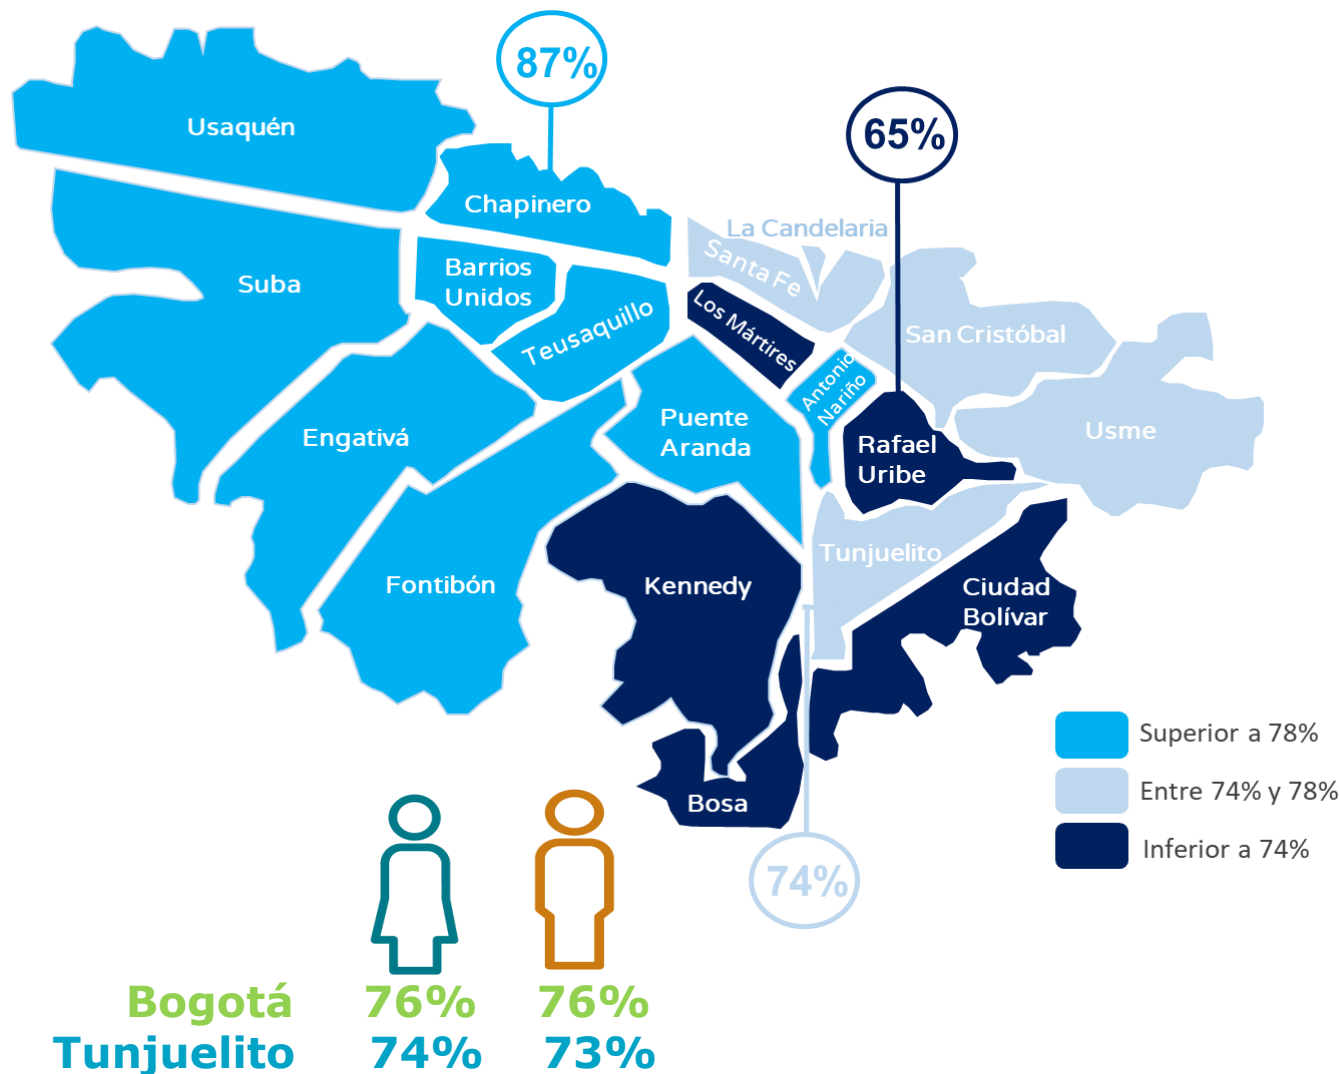 87%
65%
Usaquén
Chapinero
La Candelaria
Santa Fe
Suba
Barrios
Unidos
Teusaquillo
Los Mártires
San Cristóbal
Antonio
Nariño
Engativá
Puente
Aranda
Rafael
Uribe
Usme
Fontibón
Kennedy
Tunjuelito
Ciudad
Bolívar
Bosa
74%
Superior a 78%
Entre 74% y 78%
Inferior a 74%
Bogotá 76% 76%
Tunjuelito 74% 73%